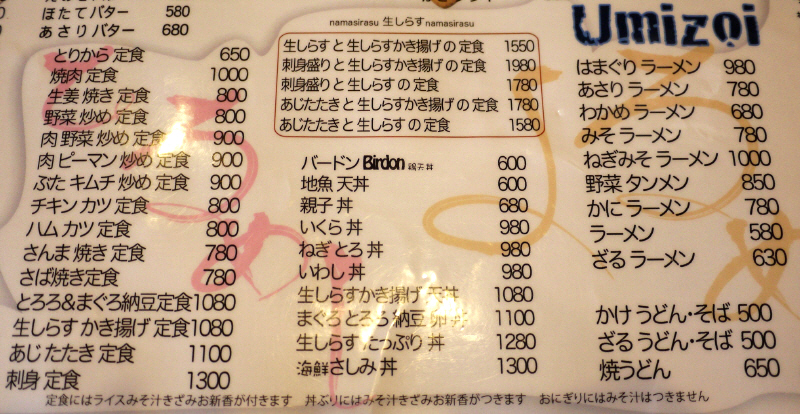 ほたてバター 580
あさりバター 680
とりから 定食 650
焼肉 定食 1000
生姜 焼き 定食 800
野菜 炒め 定食 800
肉 野菜 炒め 定食 900
肉 ピーマン 炒め 定食 900
ぶた キムチ 炒め 定食 900
チキン カツ 定食 800
ハム カツ 定食 800
さんま 焼き 定食 780
さば焼き定食 780
とろろ&まぐろ納豆定食1080
生しらす かき揚げ 定食1080
あじ たたき 定食 1100
刺身 定食 1300
namasirasu 生しらす namasirasu
生しらす と 生しらすかき揚げ の 定食 1550
刺身盛り と 生しらすかき揚げ の 定食 1980
刺身盛り と 生しらす の 定食 1780
あじたたき と 生しらすかき揚げ の 定食 1780
あじたたき と 生しらす の 定食 1580
バードン Birdon 鶏天丼 600
地魚 天丼 600
親子 丼 680
いくら 丼 980
ねぎ とろ 丼 980
いわし 丼 980
生しらすかき揚げ 天丼 1080
まぐろ とろろ 納豆 卵 丼 1100
生しらす たっぷり 丼 1280
海鮮 さしみ 丼 1300
Umizoi
はまぐり ラーメン 980
あさり ラーメン 780
わかめ ラーメン 680
みそ ラーメン 780
ねぎみそ ラーメン 1000
野菜 タンメン 850
かに ラーメン 780
ラーメン 580
ざる ラーメン 630
かけ うどん・そば 500
ざる うどん・そば 500
焼うどん 650
定食にはライスみそ汁きざみお新香が付きます 丼ぶりにはみそ汁きざみお新香がつきます おにぎりにはみそ汁はつきません